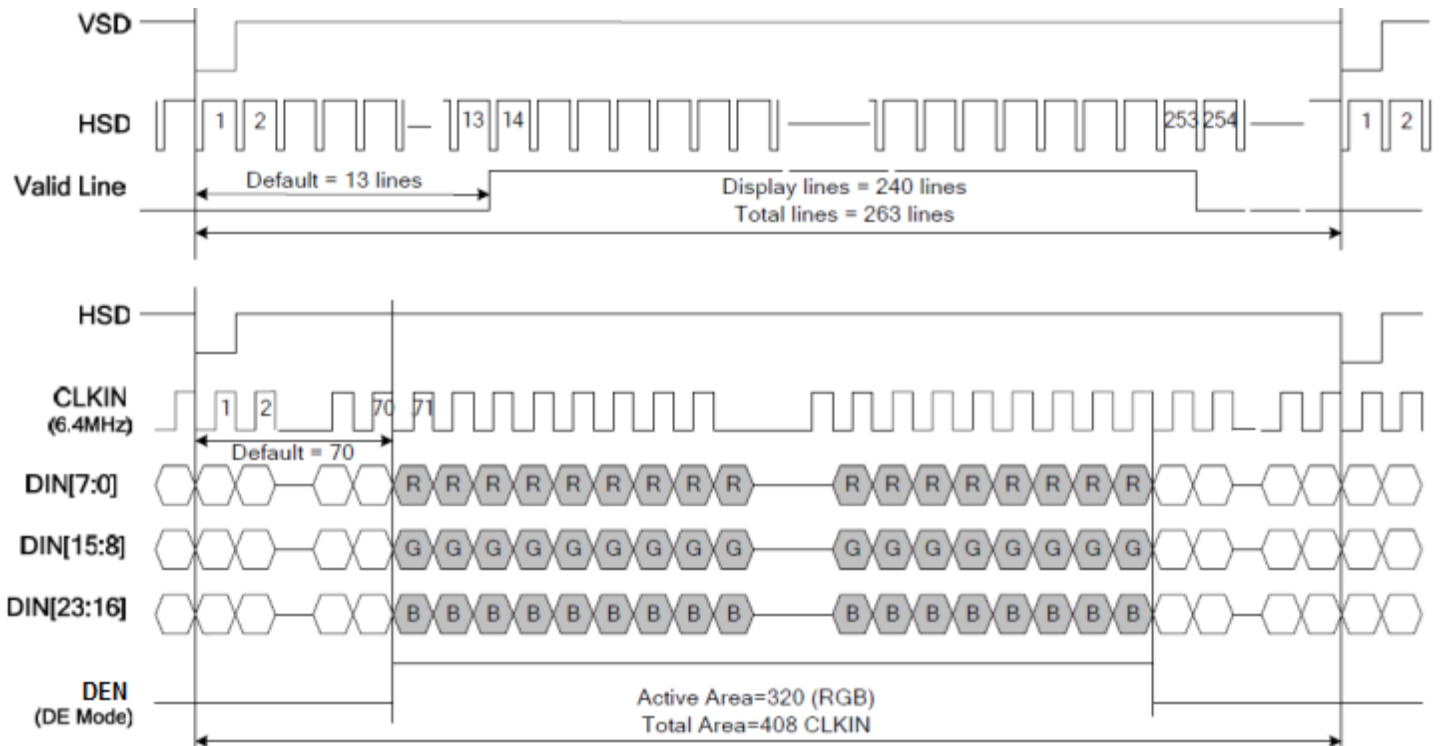 VSD
HSD 1 2 13 14 253 254 1 2
Valid Line
Default = 13 lines
Display lines = 240 lines
Total lines = 263 lines
HSD
CLKIN
(6.4MHz)
1 2 70 71
Default = 70
DIN[7:0] R R R R R R R R R R R R R R R R R
DIN[15:8] G G G G G G G G G G G G G G G G G
DIN[23:16] B B B B B B B B B B B B B B B B B
DEN
(DE Mode)
Active Area=320 (RGB)
Total Area=408 CLKIN